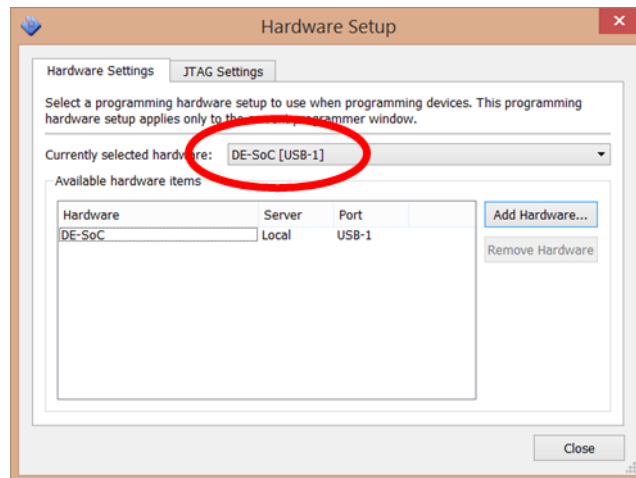 Hardware Setup
Hardware Settings
JTAG Settings
Select a programming hardware setup to use when programming devices. This programming
hardware setup applies only to the current programmer window.
Currently selected hardware:
DE-SoC [USB-1]
Available hardware items
Hardware Server Port
DE-SoC Local USB-1
Add Hardware...
Remove Hardware
Close